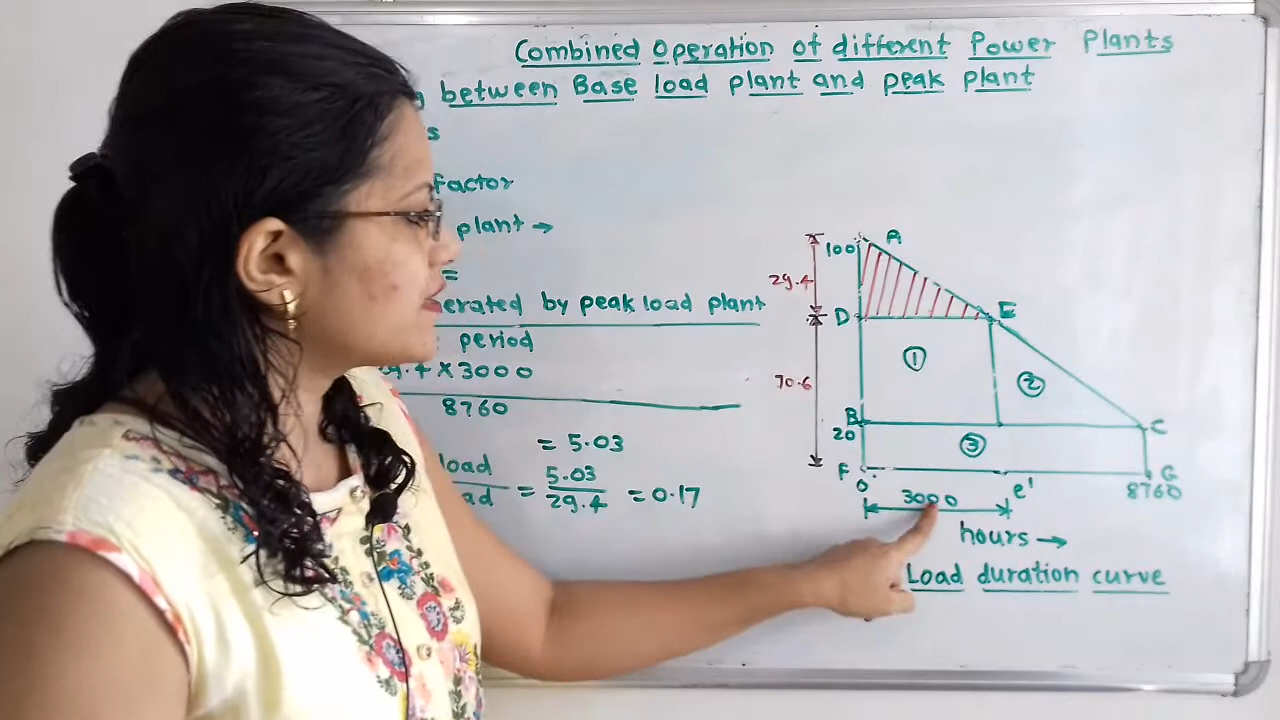 Combined Operation of different Power Plants
between Base load plant and peak plant
s
Factor
plant →
=
erated by peak load plant
period
9.4 X 3000
8760
= 5.03
load
ad = 5.03 / 29.4 = 0.17
A
100
29.4
D
E
①
②
70.6
B
20
C
③
F
0
G
8760
3000
e'
hours →
Load duration curve